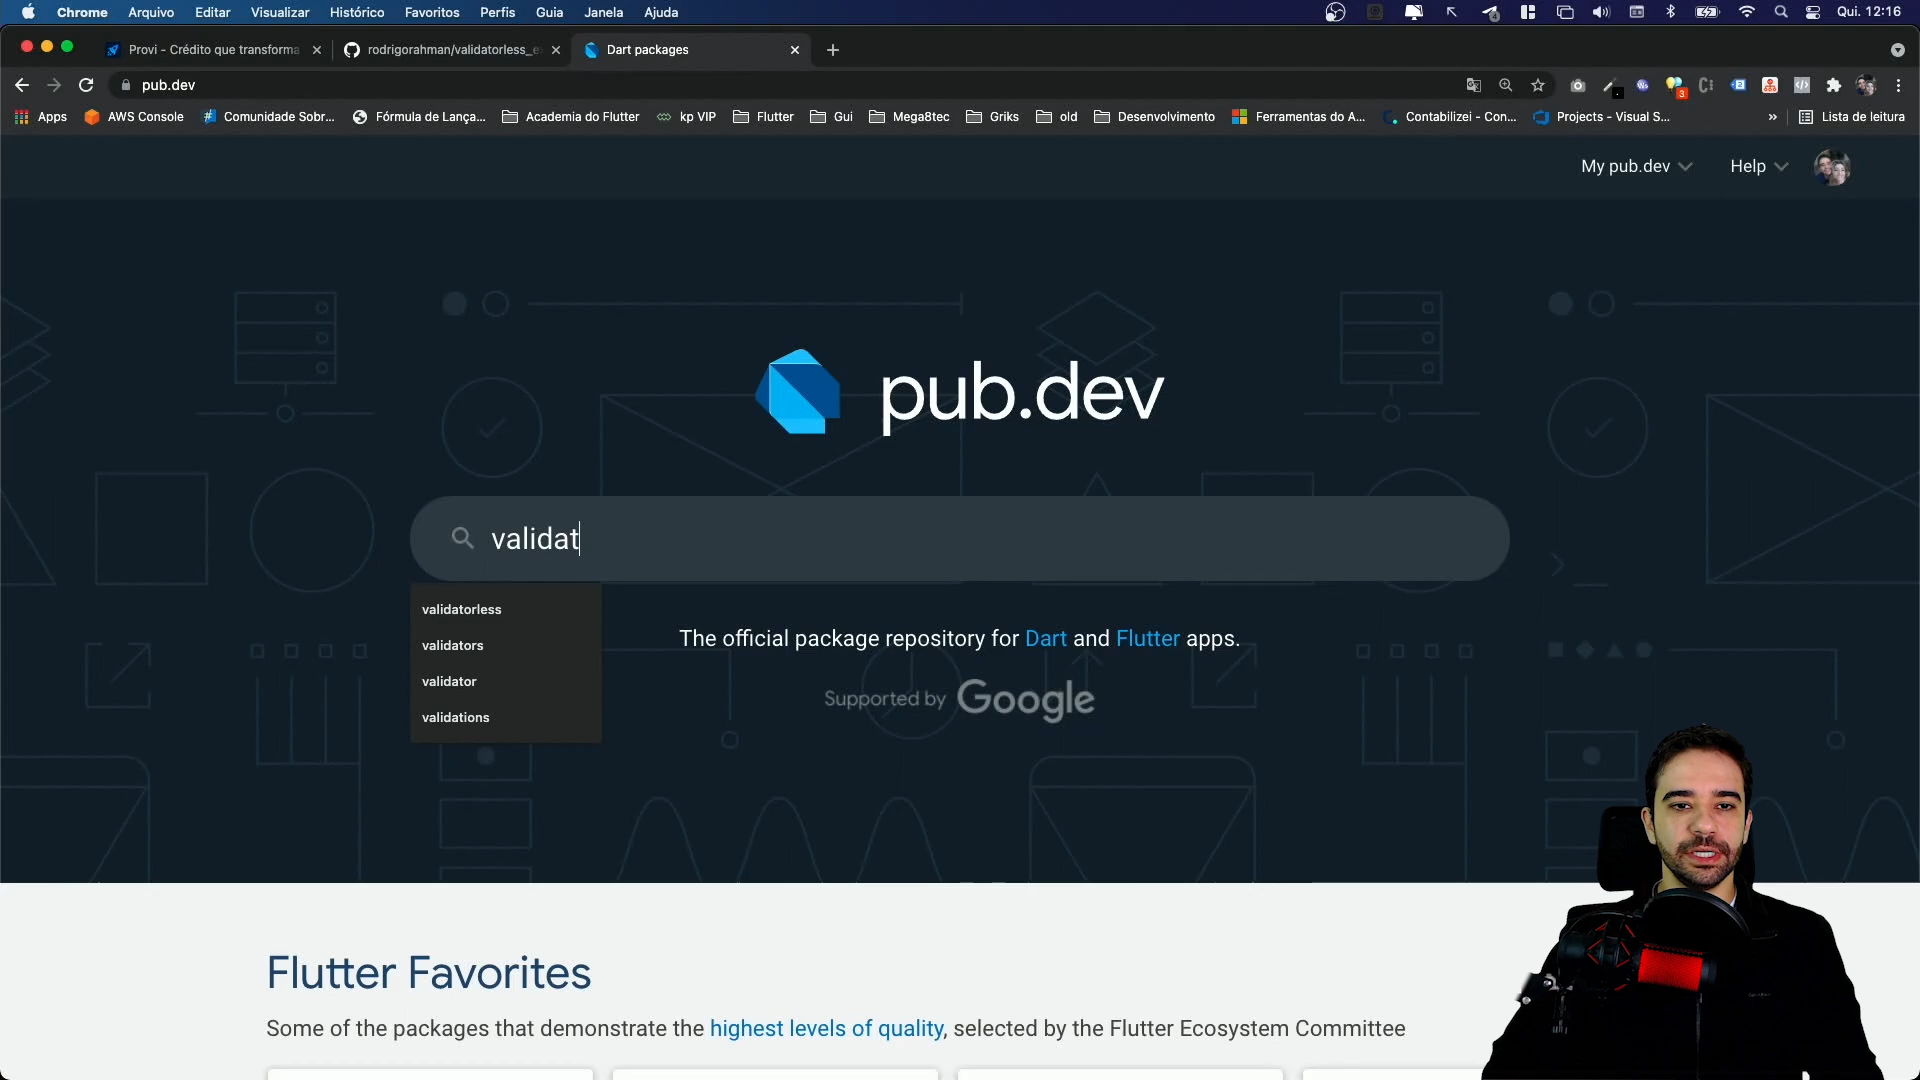 Chrome Arquivo Editar Visualizar Histórico Favoritos Perfis Guia Janela Ajuda Qui. 12:16
Provi - Crédito que transforma rodrigorahman/validatorless_e Dart packages
pub.dev
Apps AWS Console Comunidade Sobr... Fórmula de Lança... Academia do Flutter kp VIP Flutter Gui Mega8tec Griks old Desenvolvimento Ferramentas do A... Contabilizei - Con... Projects - Visual S... » Lista de leitura
My pub.dev Help
pub.dev
validat
validatorless
validators
validator
validations
The official package repository for Dart and Flutter apps.
Supported by Google
Flutter Favorites
Some of the packages that demonstrate the highest levels of quality, selected by the Flutter Ecosystem Committee